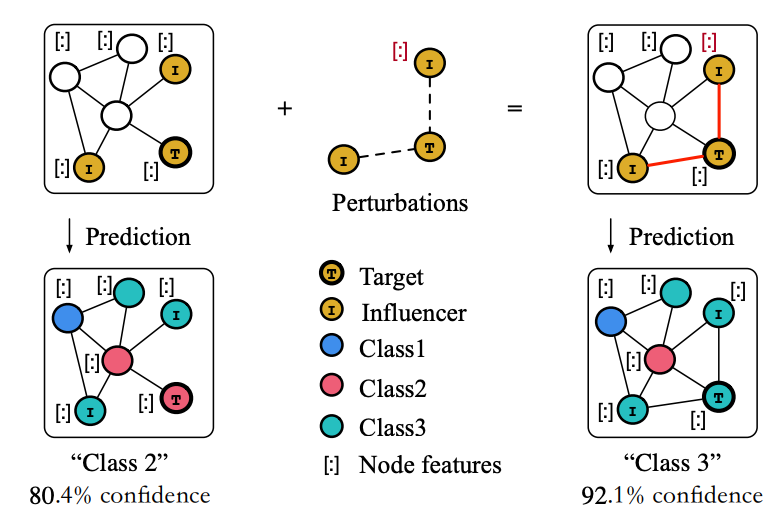 [:] [:] [:]
I
[:] I [:] T
+
[:] I
I T
Perturbations
=
[:] [:] [:]
I
[:] I T
[:]
Prediction
Prediction
[:] [:] [:]
I
[:]
[:] I [:] T
"Class 2"
80.4% confidence
T Target
I Influencer
Class1
Class2
Class3
[:] Node features
[:] [:] [:]
I
[:]
[:] I T
[:]
"Class 3"
92.1% confidence